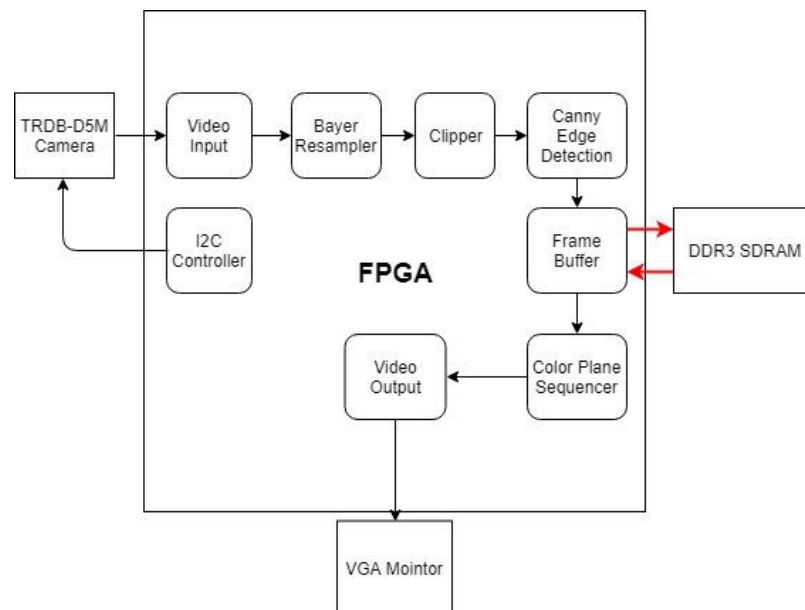 TRDB-D5M
Camera
Video
Input
Bayer
Resampler
Clipper
Canny
Edge
Detection
I2C
Controller
FPGA
Frame
Buffer
DDR3 SDRAM
Video
Output
Color Plane
Sequencer
VGA Mointor